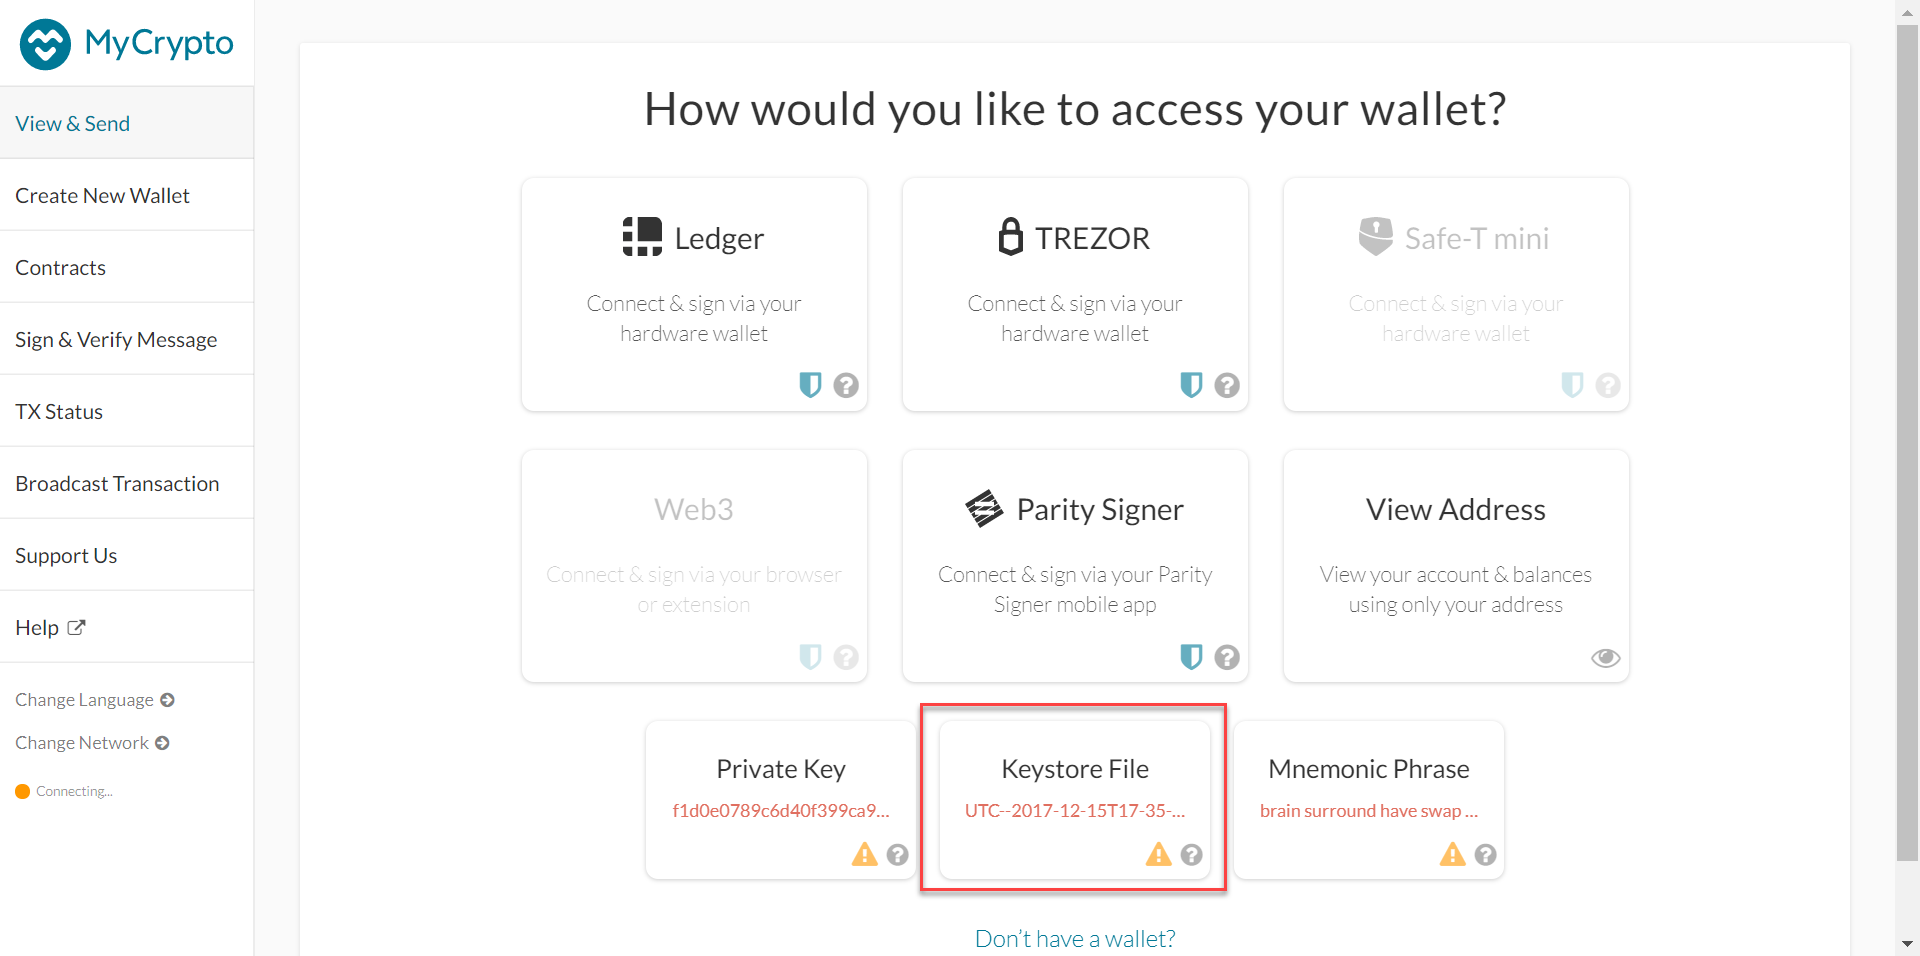 MyCrypto
View & Send
Create New Wallet
Contracts
Sign & Verify Message
TX Status
Broadcast Transaction
Support Us
Help
Change Language
Change Network
Connecting...
How would you like to access your wallet?
Ledger
Connect & sign via your
hardware wallet
TREZOR
Connect & sign via your
hardware wallet
Safe-T mini
Connect & sign via your
hardware wallet
Web3
Connect & sign via your browser
or extension
Parity Signer
Connect & sign via your Parity
Signer mobile app
View Address
View your account & balances
using only your address
Private Key
f1d0e0789c6d40f399ca9...
Keystore File
UTC--2017-12-15T17-35-...
Mnemonic Phrase
brain surround have swap ...
Don’t have a wallet?